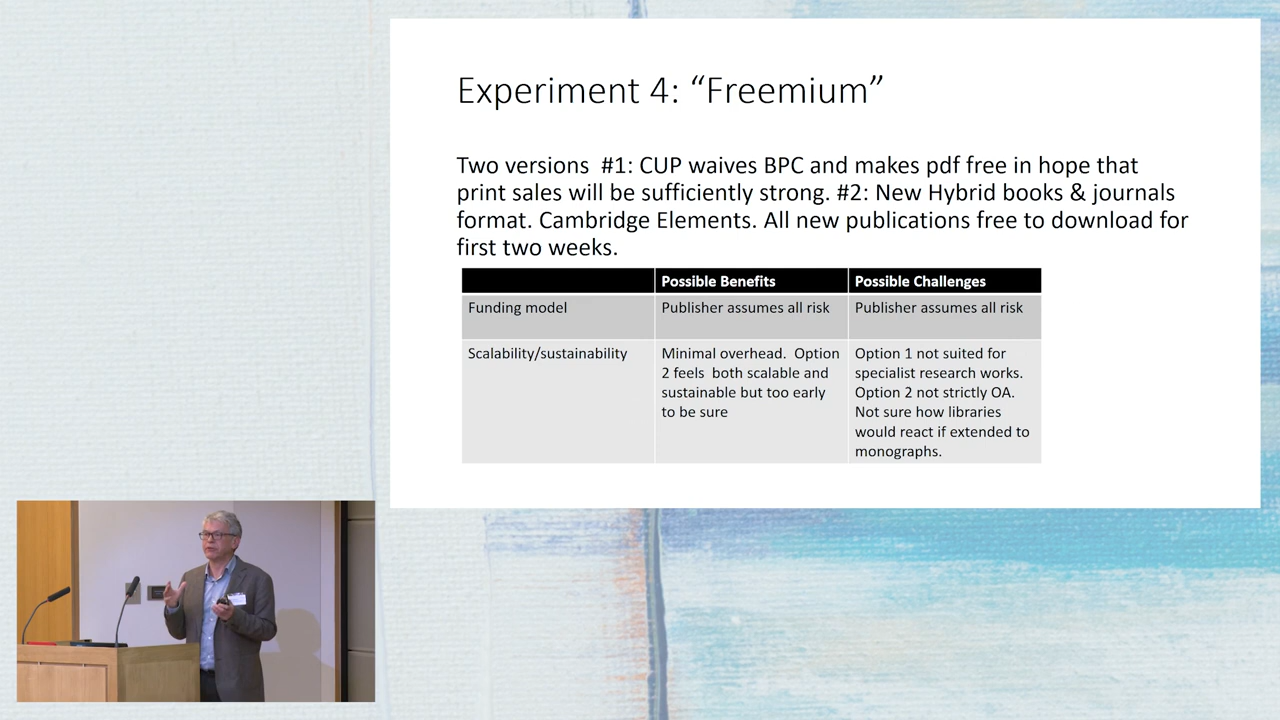 Experiment 4: “Freemium”
Two versions  #1: CUP waives BPC and makes pdf free in hope that
print sales will be sufficiently strong. #2: New Hybrid books & journals
format. Cambridge Elements. All new publications free to download for
first two weeks.
Possible Benefits
Possible Challenges
Funding model
Publisher assumes all risk
Publisher assumes all risk
Scalability/sustainability
Minimal overhead.  Option
2 feels  both scalable and
sustainable but too early
to be sure
Option 1 not suited for
specialist research works.
Option 2 not strictly OA.
Not sure how libraries
would react if extended to
monographs.